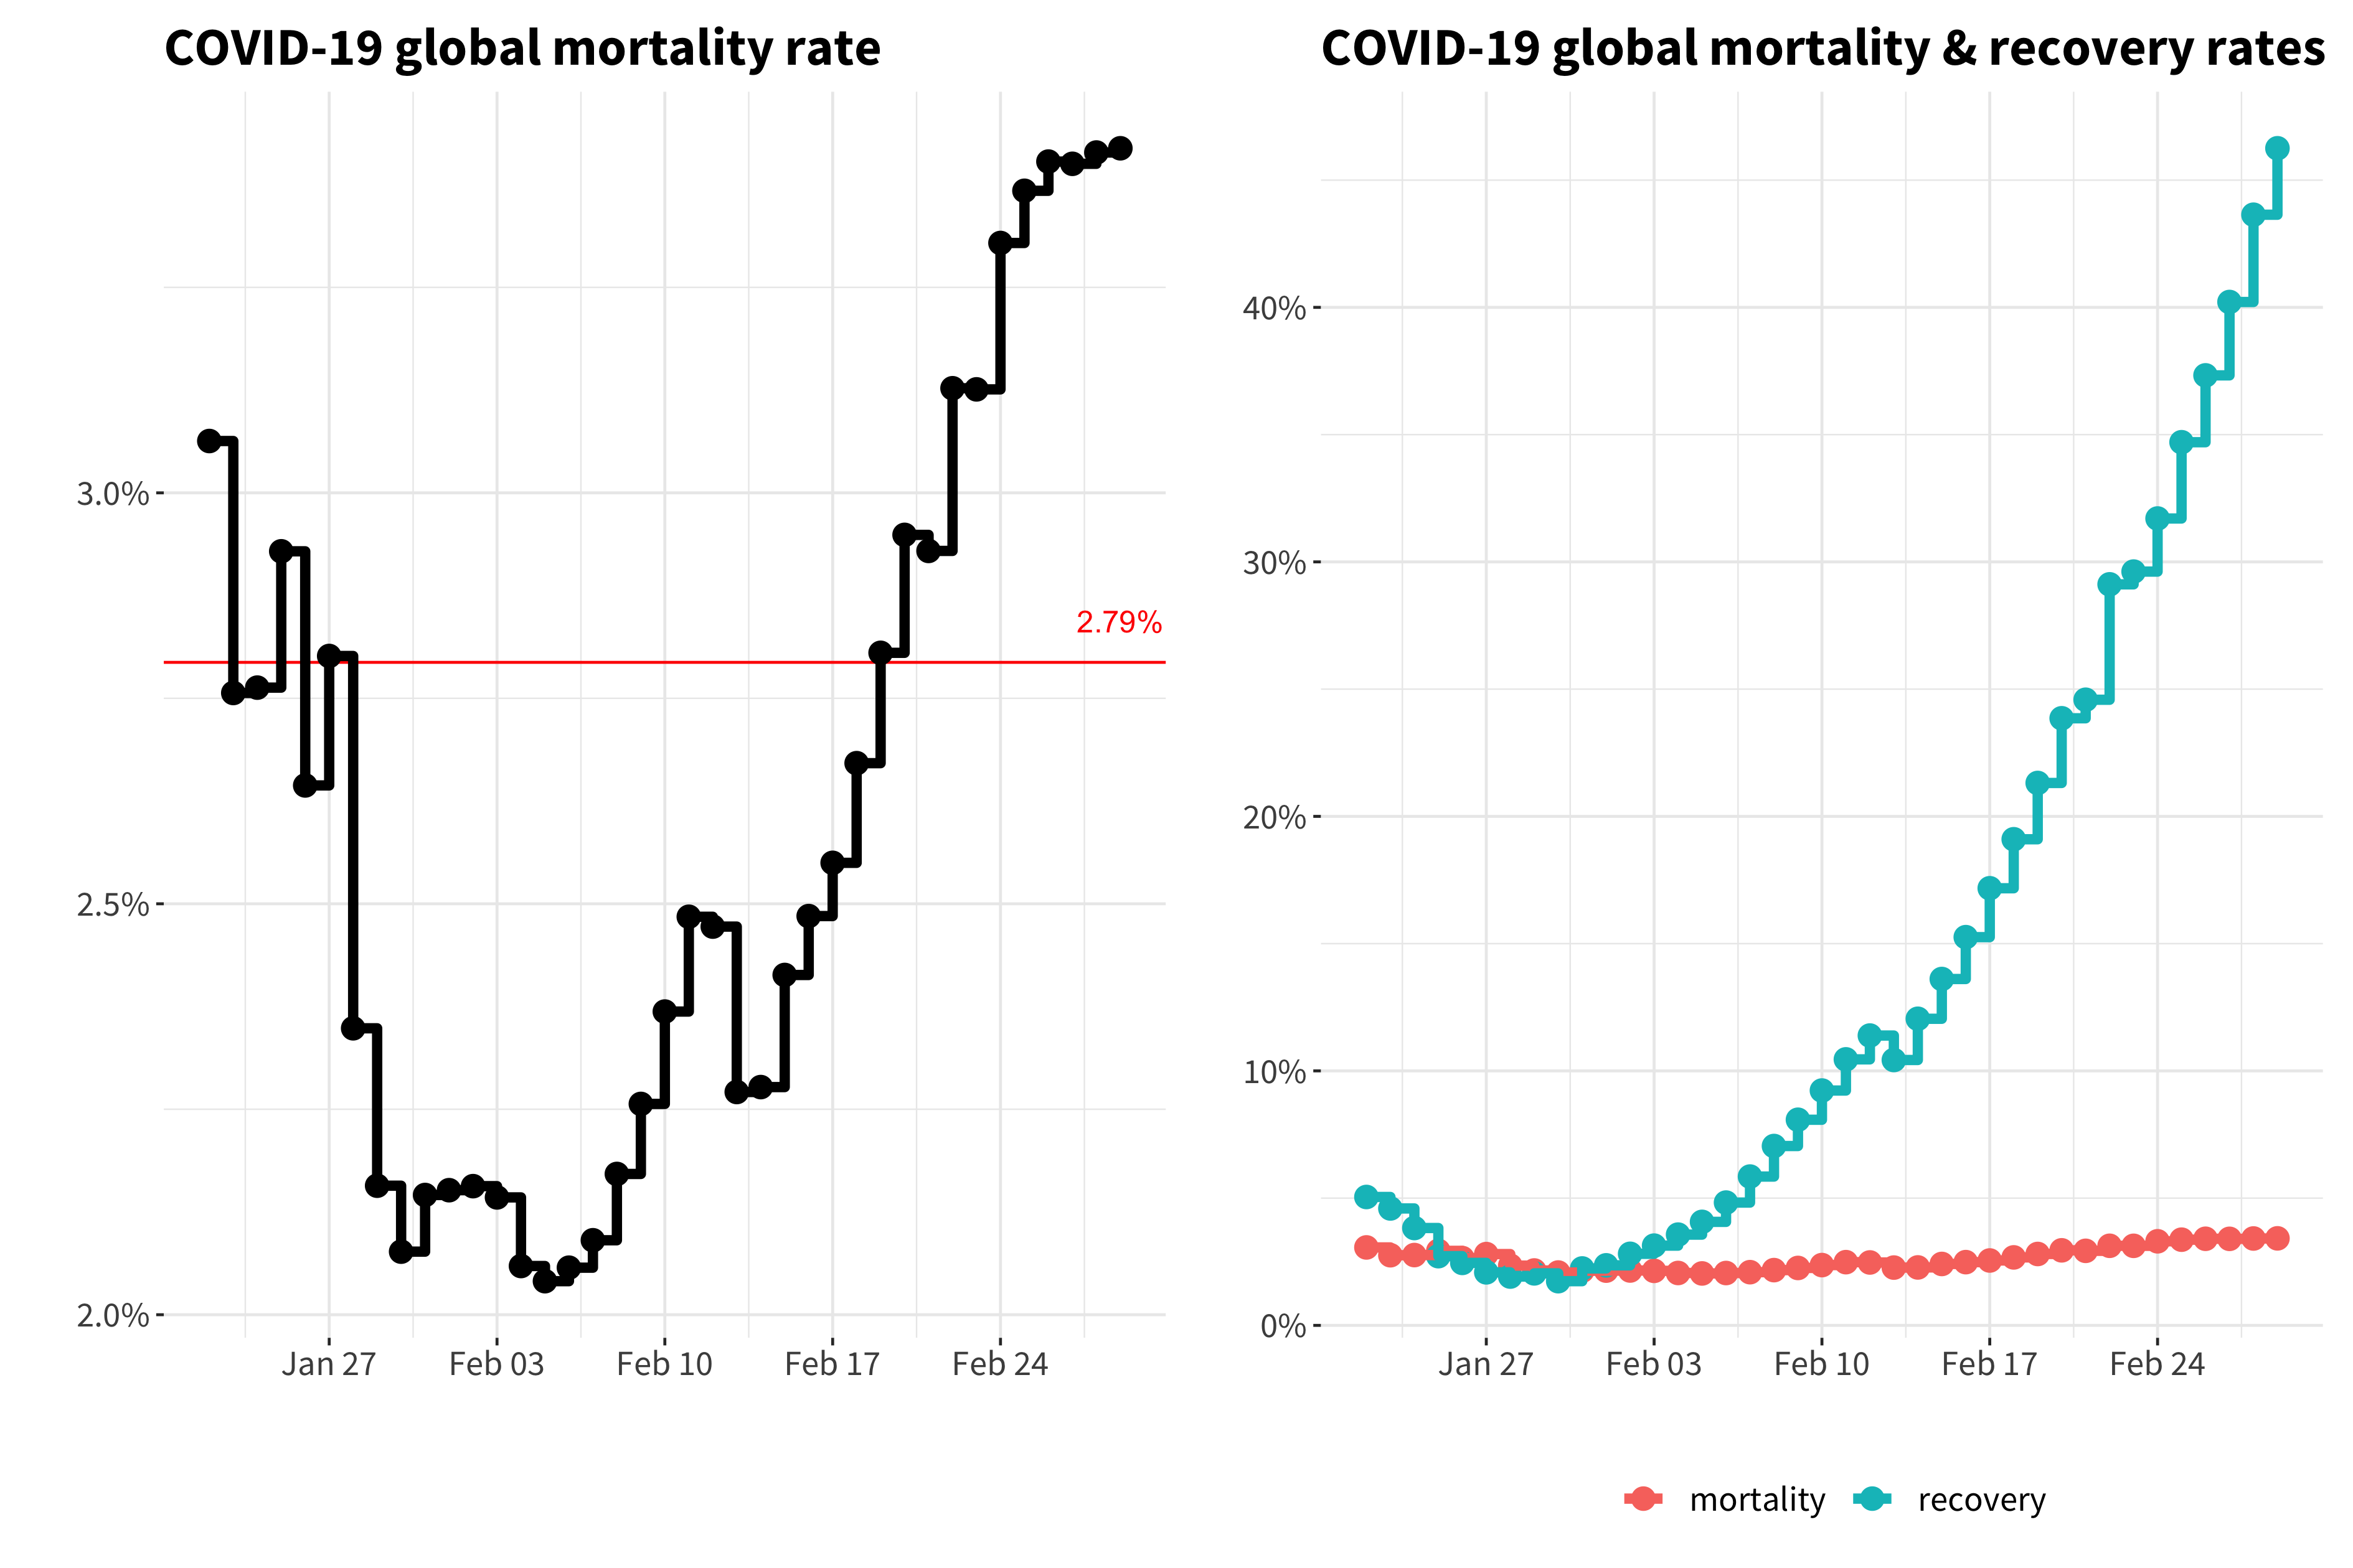 COVID-19 global mortality rate
3.0%
2.5%
2.0%
2.79%
Jan 27 Feb 03 Feb 10 Feb 17 Feb 24
COVID-19 global mortality & recovery rates
40%
30%
20%
10%
0%
Jan 27 Feb 03 Feb 10 Feb 17 Feb 24
mortality recovery